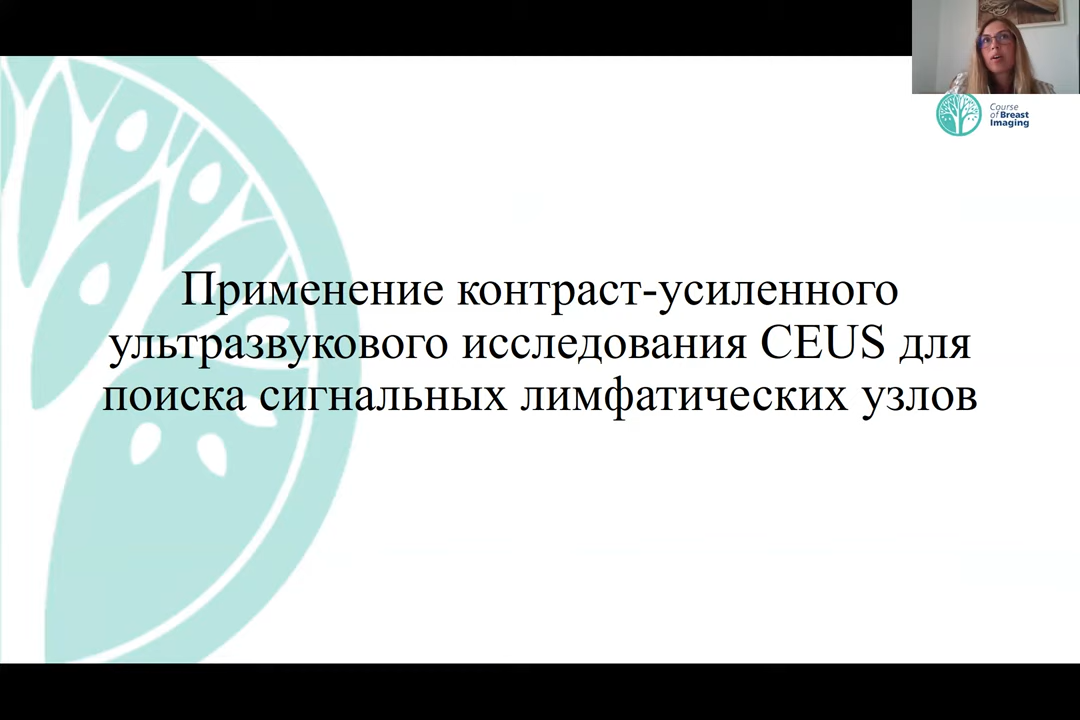 Course
of Breast
Imaging
Применение контраст-усиленного
ультразвукового исследования CEUS для
поиска сигнальных лимфатических узлов